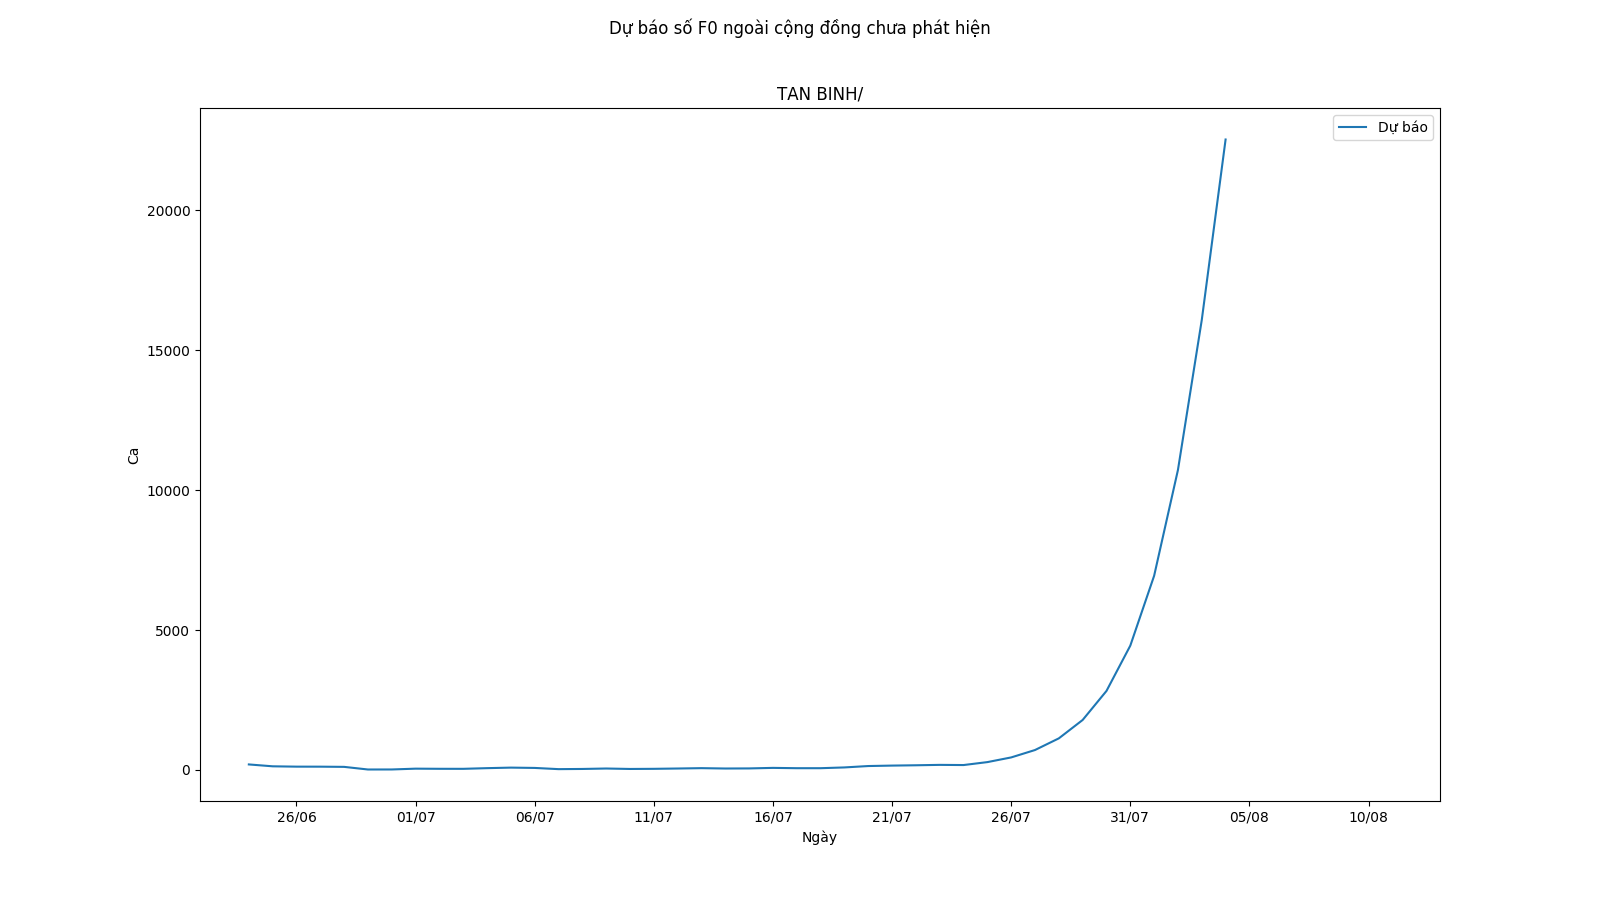 Dự báo số F0 ngoài cộng đồng chưa phát hiện
TAN BINH/
Dự báo
20000
15000
10000
5000
0
Ca
26/06 01/07 06/07 11/07 16/07 21/07 26/07 31/07 05/08 10/08
Ngày